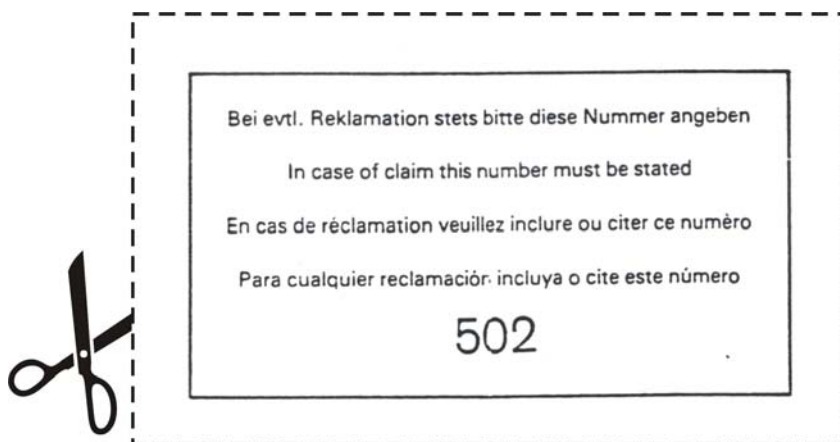 Bei evtl. Reklamation stets bitte diese Nummer angeben
In case of claim this number must be stated
En cas de réclamation veuillez inclure ou citer ce numèro
Para cualquier reclamación incluya o cite este número
502